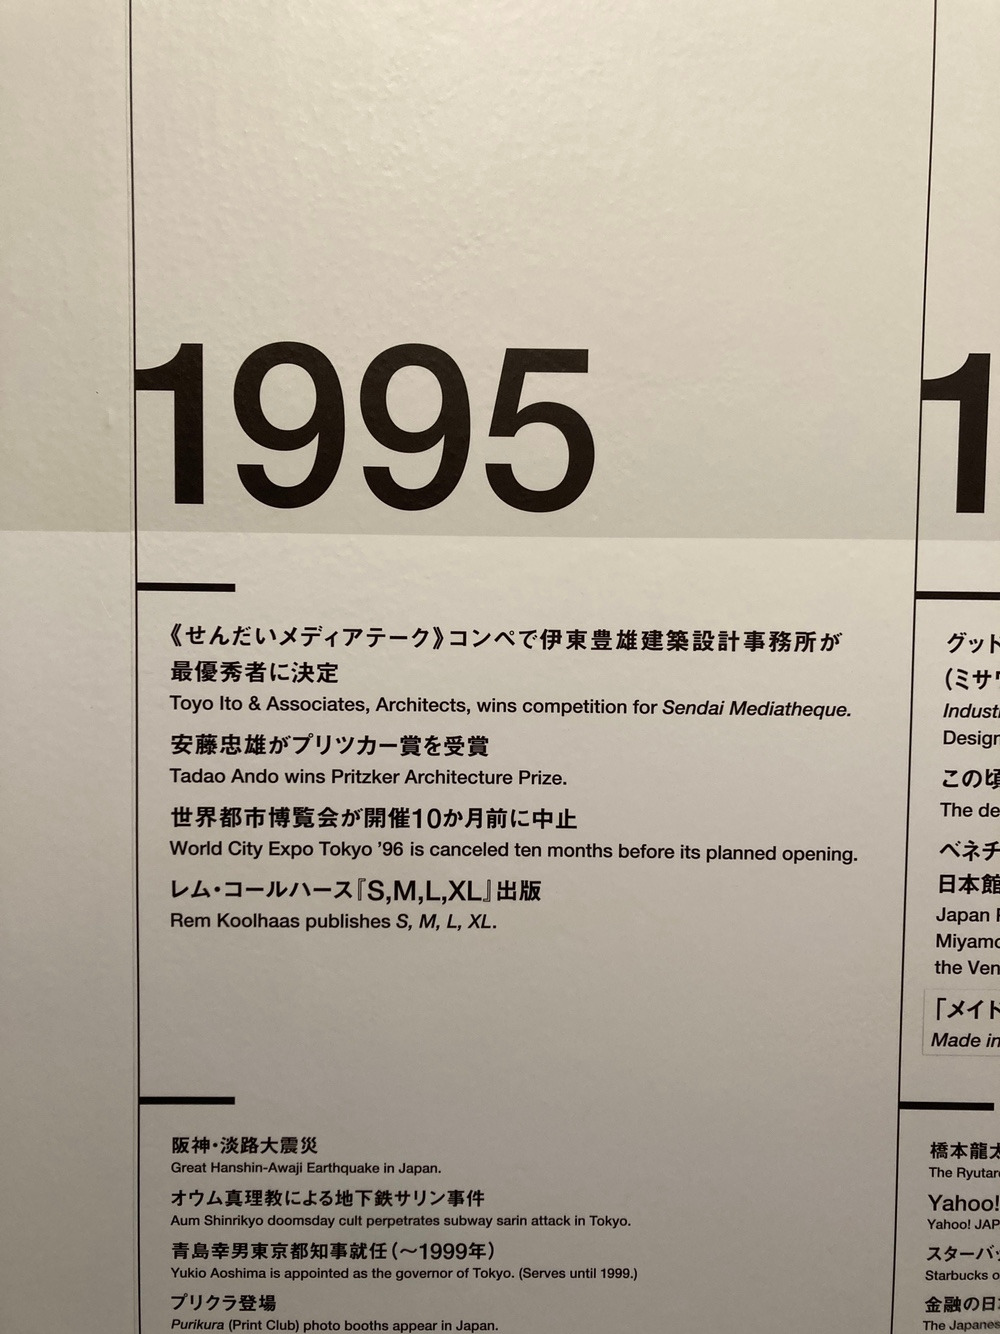 1995
《せんだいメディアテーク》コンペで伊東豊雄建築設計事務所が
最優秀者に決定
Toyo Ito & Associates, Architects, wins competition for Sendai Mediatheque.
安藤忠雄がプリツカー賞を受賞
Tadao Ando wins Pritzker Architecture Prize.
世界都市博覧会が開催10か月前に中止
World City Expo Tokyo ’96 is canceled ten months before its planned opening.
レム・コールハース『S,M,L,XL』出版
Rem Koolhaas publishes S, M, L, XL.
阪神・淡路大震災
Great Hanshin-Awaji Earthquake in Japan.
オウム真理教による地下鉄サリン事件
Aum Shinrikyo doomsday cult perpetrates subway sarin attack in Tokyo.
青島幸男東京都知事就任（〜1999年）
Yukio Aoshima is appointed as the governor of Tokyo. (Serves until 1999.)
プリクラ登場
Purikura (Print Club) photo booths appear in Japan.
1
グッド
（ミサワ
Industr
Design
この頃
The de
ベネチ
日本館
Japan P
Miyamo
the Ven
「メイド
Made in
橋本龍太
The Ryutar
Yahoo!
Yahoo! JAP
スターバッ
Starbucks o
金融の日本
The Japanes